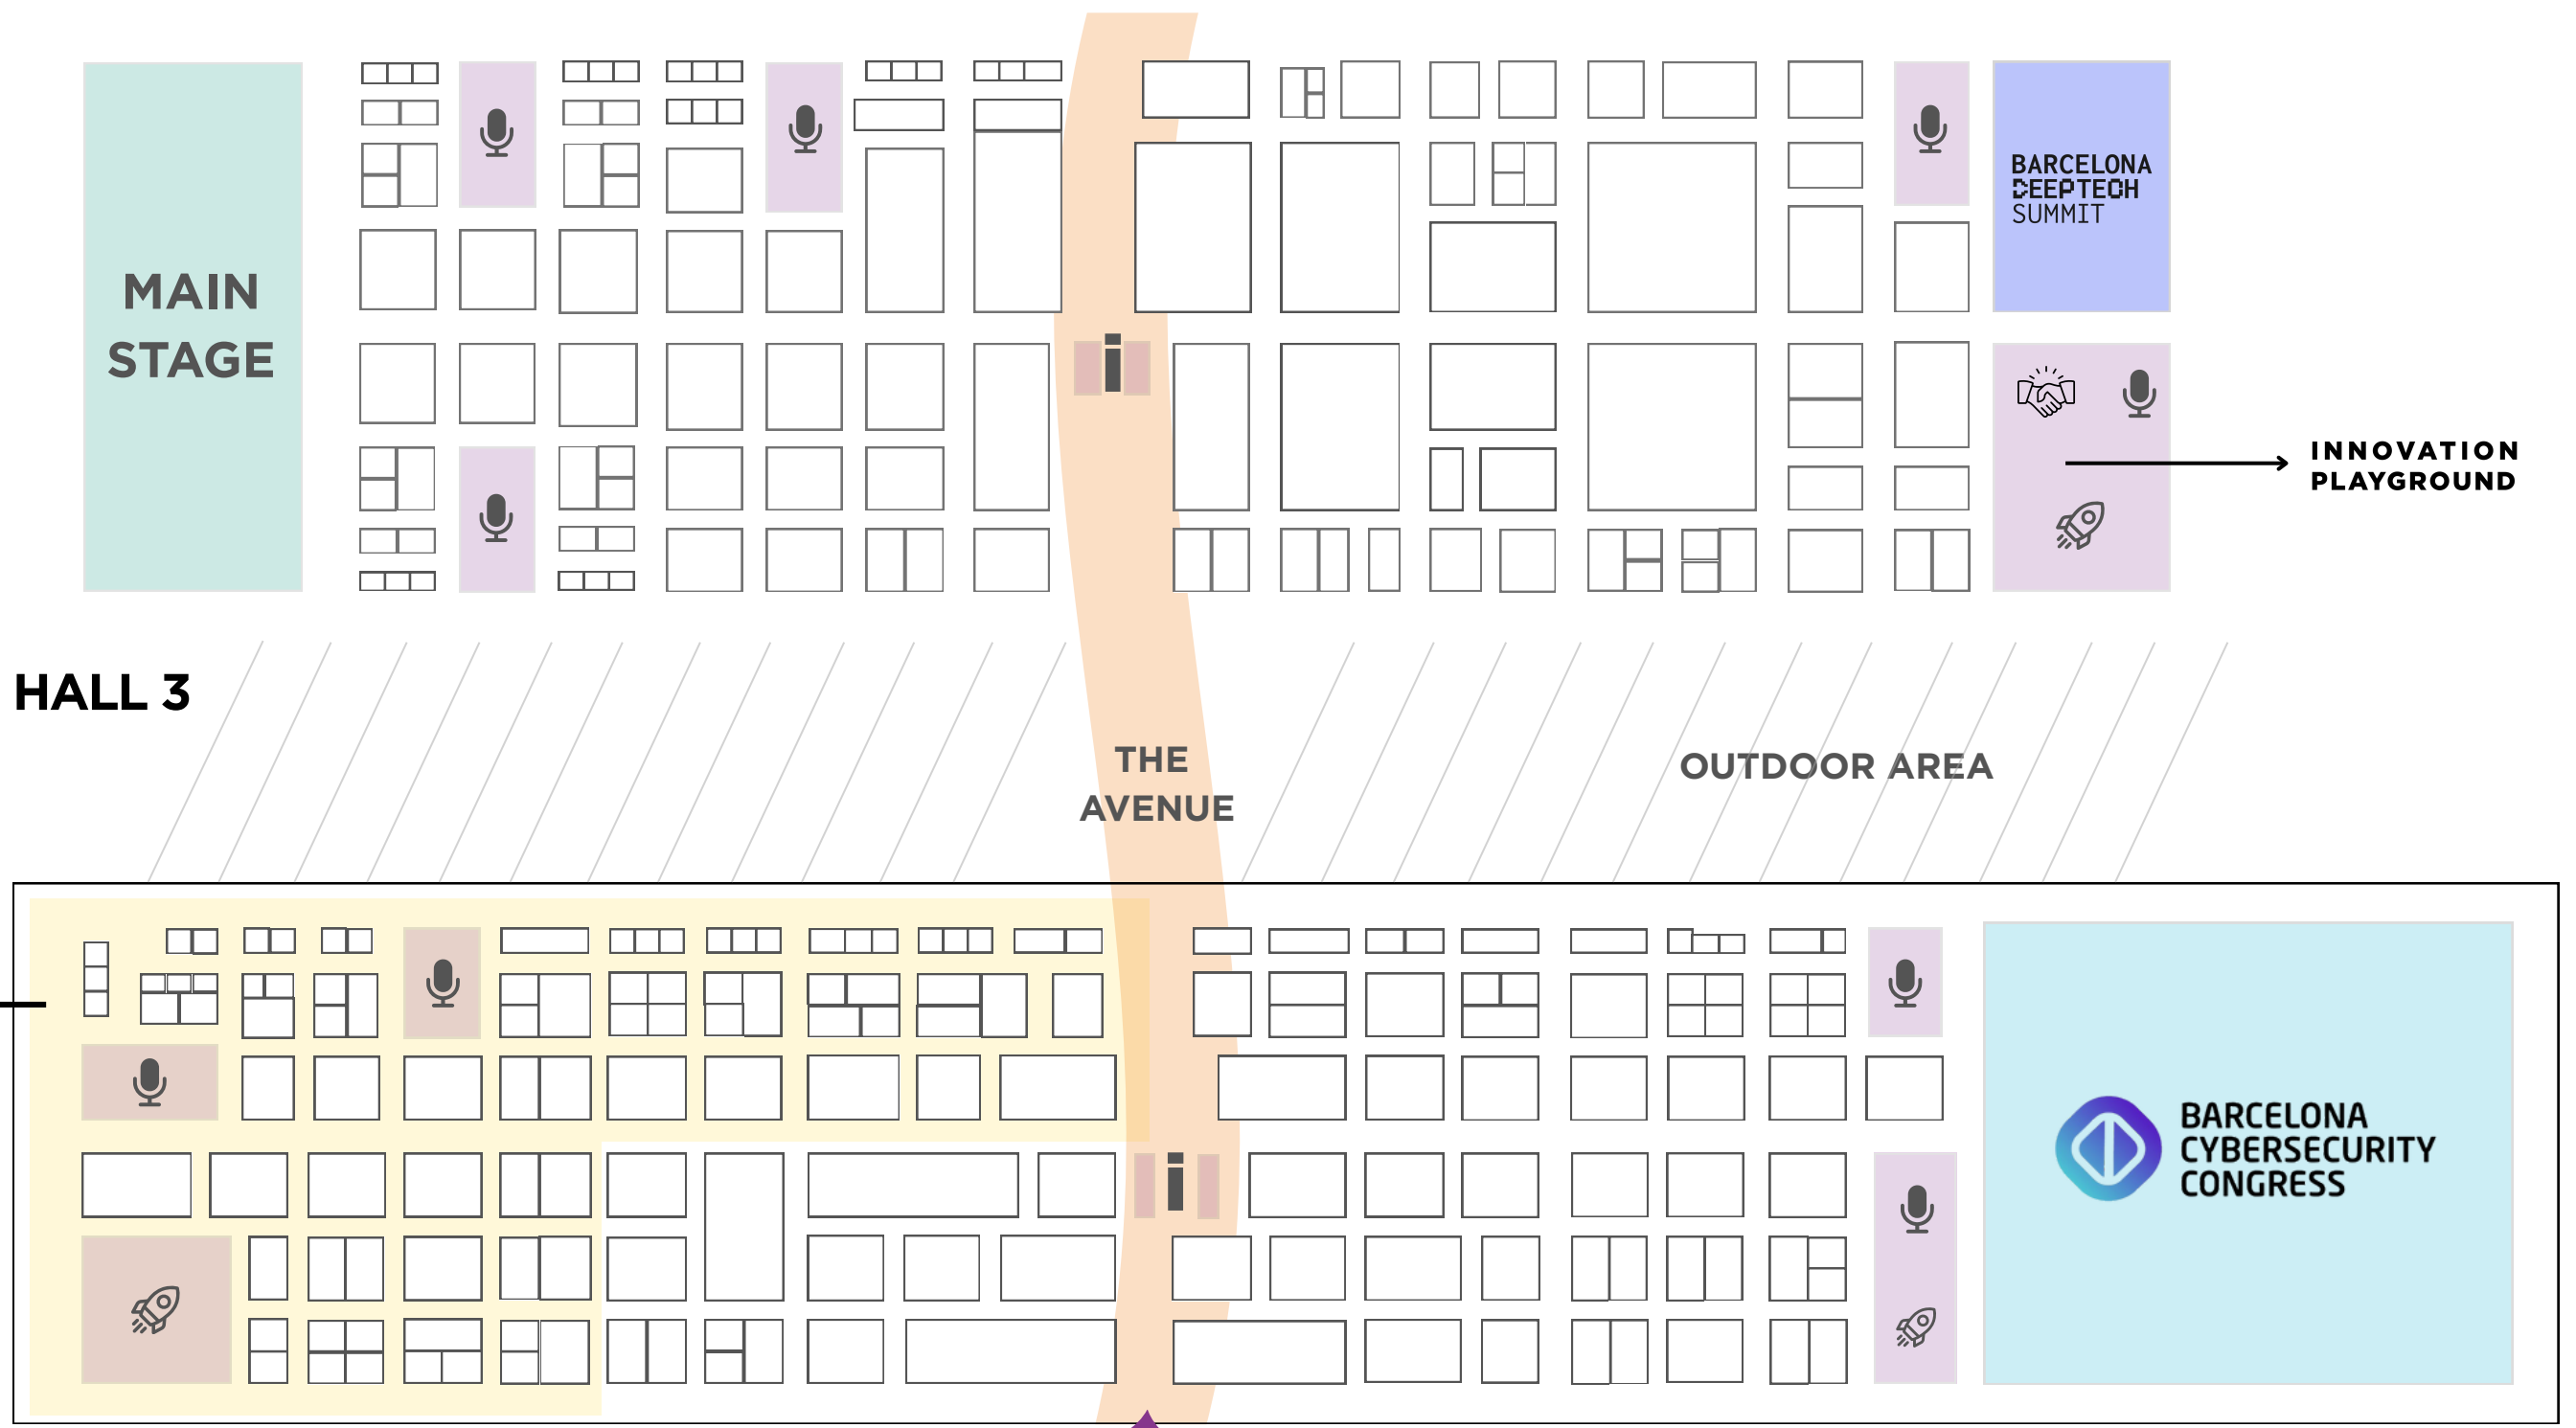 MAIN
STAGE
BARCELONA
DEEPTECH
SUMMIT
i
INNOVATION
PLAYGROUND
HALL 3
THE
AVENUE
OUTDOOR AREA
BARCELONA
CYBERSECURITY
CONGRESS
i